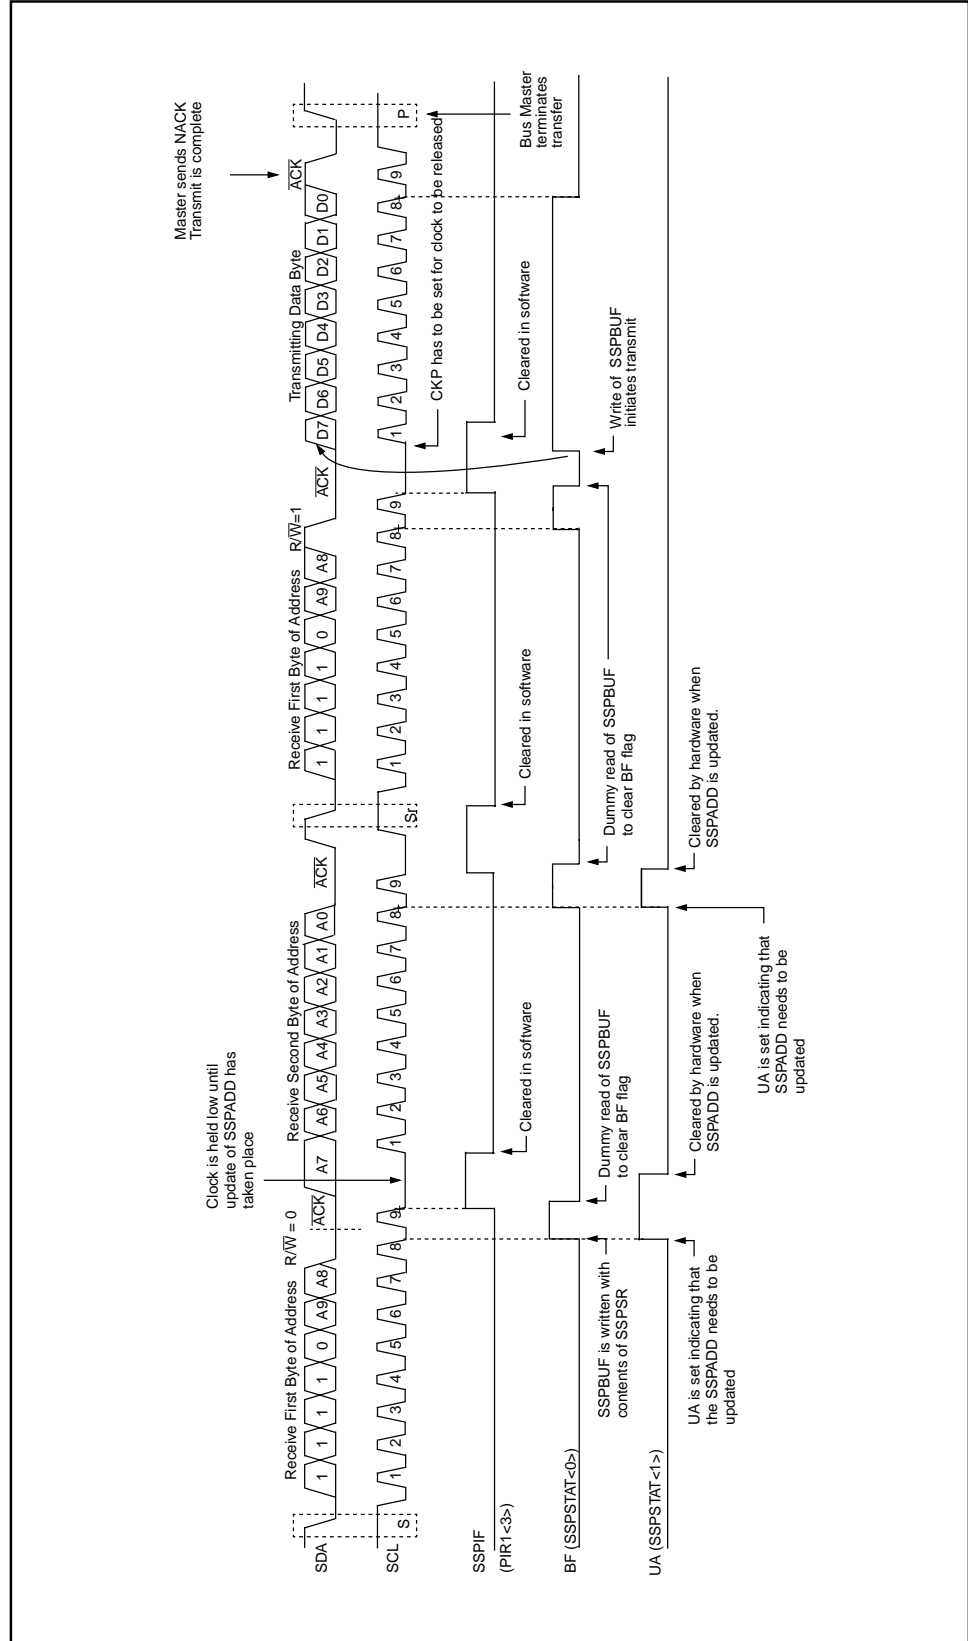 Master sends NACK
Transmit is complete
Clock is held low until
update of SSPADD has
taken place
Receive First Byte of Address R/W = 0
Receive Second Byte of Address
Receive First Byte of Address R/W=1
Transmitting Data Byte
ACK
ACK
ACK
ACK
SDA
1 1 1 1 0 A9 A8
A7 A6 A5 A4 A3 A2 A1 A0
1 1 1 1 0 A9 A8
D7 D6 D5 D4 D3 D2 D1 D0
SCL
S 1 2 3 4 5 6 7 8 9
1 2 3 4 5 6 7 8 9
Sr 1 2 3 4 5 6 7 8 9
1 2 3 4 5 6 7 8 9 P
CKP has to be set for clock to be released
SSPIF
(PIR1<3>)
Cleared in software
Cleared in software
Cleared in software
Bus Master
terminates
transfer
BF (SSPSTAT<0>)
SSPBUF is written with
contents of SSPSR
Dummy read of SSPBUF
to clear BF flag
Dummy read of SSPBUF
to clear BF flag
Write of SSPBUF
initiates transmit
UA (SSPSTAT<1>)
UA is set indicating that
the SSPADD needs to be
updated
Cleared by hardware when
SSPADD is updated.
UA is set indicating that
SSPADD needs to be
updated
Cleared by hardware when
SSPADD is updated.